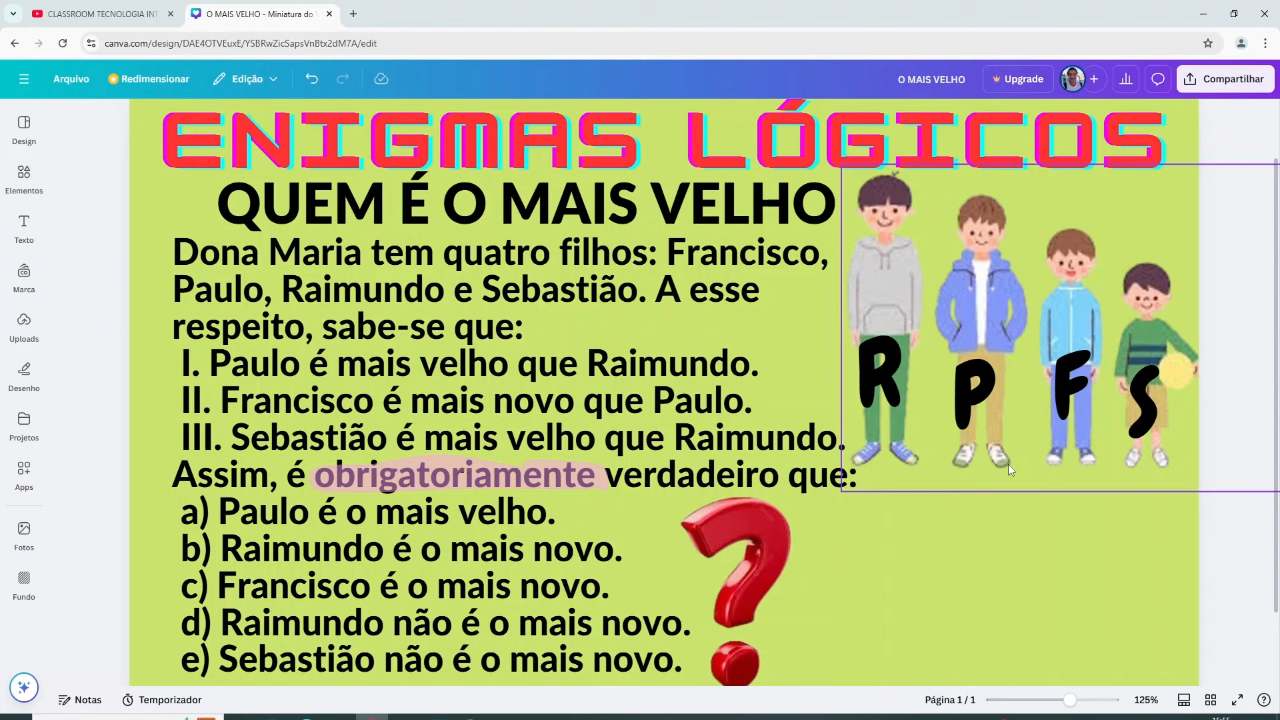 CLASSROOM TECNOLOGIA INT
O MAIS VELHO - Miniatura do
canva.com/design/DAE4OTVEuxE/YSBRwZicSapsVnBtx2dM7A/edit
Arquivo
Redimensionar
Edição
O MAIS VELHO
Upgrade
Compartilhar
Design
Elementos
Texto
Marca
Uploads
Desenho
Projetos
Apps
Fotos
Fundo
ENIGMAS LÓGICOS
QUEM É O MAIS VELHO
Dona Maria tem quatro filhos: Francisco,
Paulo, Raimundo e Sebastião. A esse
respeito, sabe-se que:
I. Paulo é mais velho que Raimundo.
II. Francisco é mais novo que Paulo.
III. Sebastião é mais velho que Raimundo.
Assim, é obrigatoriamente verdadeiro que:
a) Paulo é o mais velho.
b) Raimundo é o mais novo.
c) Francisco é o mais novo.
d) Raimundo não é o mais novo.
e) Sebastião não é o mais novo.
?
R P F S
Notas
Temporizador
Página 1 / 1
125%